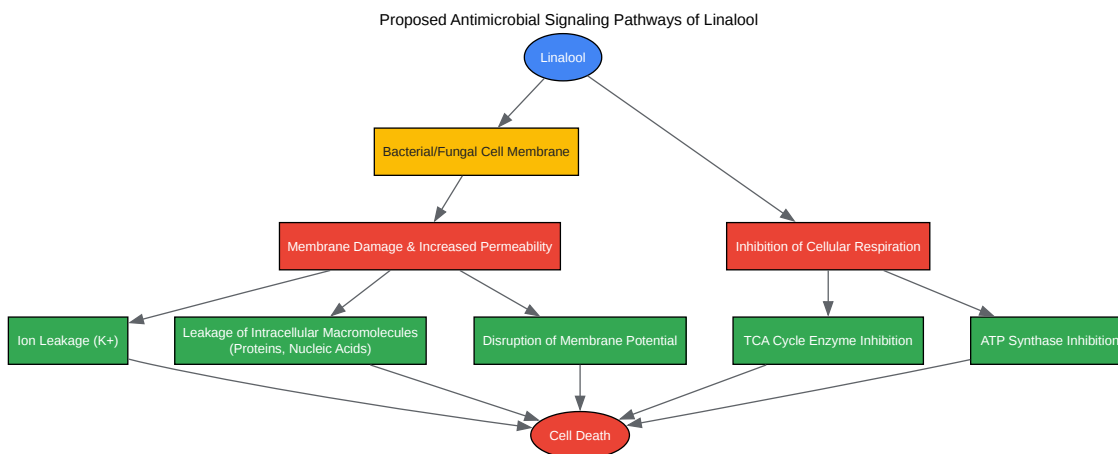 Proposed Antimicrobial Signaling Pathways of Linalool
Linalool
Bacterial/Fungal Cell Membrane
Membrane Damage & Increased Permeability
Inhibition of Cellular Respiration
Ion Leakage (K+)
Leakage of Intracellular Macromolecules
(Proteins, Nucleic Acids)
Disruption of Membrane Potential
TCA Cycle Enzyme Inhibition
ATP Synthase Inhibition
Cell Death